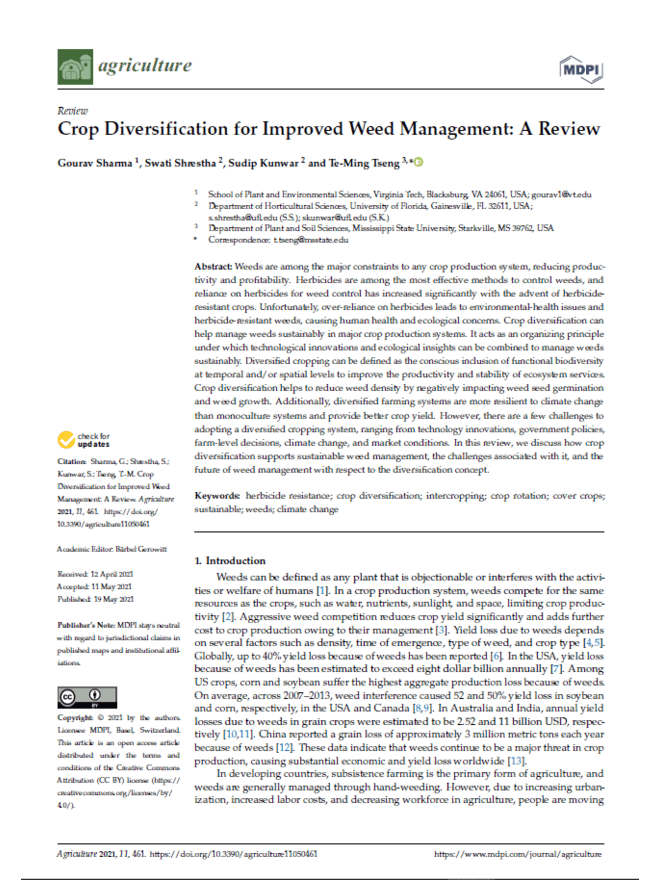 agriculture
MDPI
Review
Crop Diversification for Improved Weed Management: A Review
Gourav Sharma 1, Swati Shrestha 2, Sudip Kunwar 2 and Te-Ming Tseng 3,*
1 School of Plant and Environmental Sciences, Virginia Tech, Blacksburg, VA 24061, USA; gourav1@vt.edu
2 Department of Horticultural Sciences, University of Florida, Gainesville, FL 32611, USA;
s.shrestha@ufl.edu (S.S.); skunwar@ufl.edu (S.K.)
3 Department of Plant and Soil Sciences, Mississippi State University, Starkville, MS 39762, USA
* Correspondence: t.tseng@msstate.edu
Abstract: Weeds are among the major constraints to any crop production system, reducing produc-
tivity and profitability. Herbicides are among the most effective methods to control weeds, and
reliance on herbicides for weed control has increased significantly with the advent of herbicide-
resistant crops. Unfortunately, over-reliance on herbicides leads to environmental-health issues and
herbicide-resistant weeds, causing human health and ecological concerns. Crop diversification can
help manage weeds sustainably in major crop production systems. It acts as an organizing principle
under which technological innovations and ecological insights can be combined to manage weeds
sustainably. Diversified cropping can be defined as the conscious inclusion of functional biodiversity
at temporal and/or spatial levels to improve the productivity and stability of ecosystem services.
Crop diversification helps to reduce weed density by negatively impacting weed seed germination
and weed growth. Additionally, diversified farming systems are more resilient to climate change
than monoculture systems and provide better crop yield. However, there are a few challenges to
adopting a diversified cropping system, ranging from technology innovations, government policies,
farm-level decisions, climate change, and market conditions. In this review, we discuss how crop
diversification supports sustainable weed management, the challenges associated with it, and the
future of weed management with respect to the diversification concept.
Keywords: herbicide resistance; crop diversification; intercropping; crop rotation; cover crops;
sustainable; weeds; climate change
check for
updates
Citation: Sharma, G.; Shrestha, S.;
Kunwar, S.; Tseng, T.-M. Crop
Diversification for Improved Weed
Management: A Review. Agriculture
2021, 11, 461. https://doi.org/
10.3390/agriculture11050461
Academic Editor: Bärbel Gerowitt
Received: 12 April 2021
Accepted: 11 May 2021
Published: 19 May 2021
Publisher's Note: MDPI stays neutral
with regard to jurisdictional claims in
published maps and institutional affil-
iations.
cc BY
Copyright: © 2021 by the authors.
Licensee MDPI, Basel, Switzerland.
This article is an open access article
distributed under the terms and
conditions of the Creative Commons
Attribution (CC BY) license (https://
creativecommons.org/licenses/by/
4.0/).
1. Introduction
Weeds can be defined as any plant that is objectionable or interferes with the activi-
ties or welfare of humans [1]. In a crop production system, weeds compete for the same
resources as the crops, such as water, nutrients, sunlight, and space, limiting crop produc-
tivity [2]. Aggressive weed competition reduces crop yield significantly and adds further
cost to crop production owing to their management [3]. Yield loss due to weeds depends
on several factors such as density, time of emergence, type of weed, and crop type [4,5].
Globally, up to 40% yield loss because of weeds has been reported [6]. In the USA, yield loss
because of weeds has been estimated to exceed eight dollar billion annually [7]. Among
US crops, corn and soybean suffer the highest aggregate production loss because of weeds.
On average, across 2007–2013, weed interference caused 52 and 50% yield loss in soybean
and corn, respectively, in the USA and Canada [8,9]. In Australia and India, annual yield
losses due to weeds in grain crops were estimated to be 2.52 and 11 billion USD, respec-
tively [10,11]. China reported a grain loss of approximately 3 million metric tons each year
because of weeds [12]. These data indicate that weeds continue to be a major threat in crop
production, causing substantial economic and yield loss worldwide [13].
In developing countries, subsistence farming is the primary form of agriculture, and
weeds are generally managed through hand-weeding. However, due to increasing urban-
ization, increased labor costs, and decreasing workforce in agriculture, people are moving
Agriculture 2021, 11, 461. https://doi.org/10.3390/agriculture11050461
https://www.mdpi.com/journal/agriculture